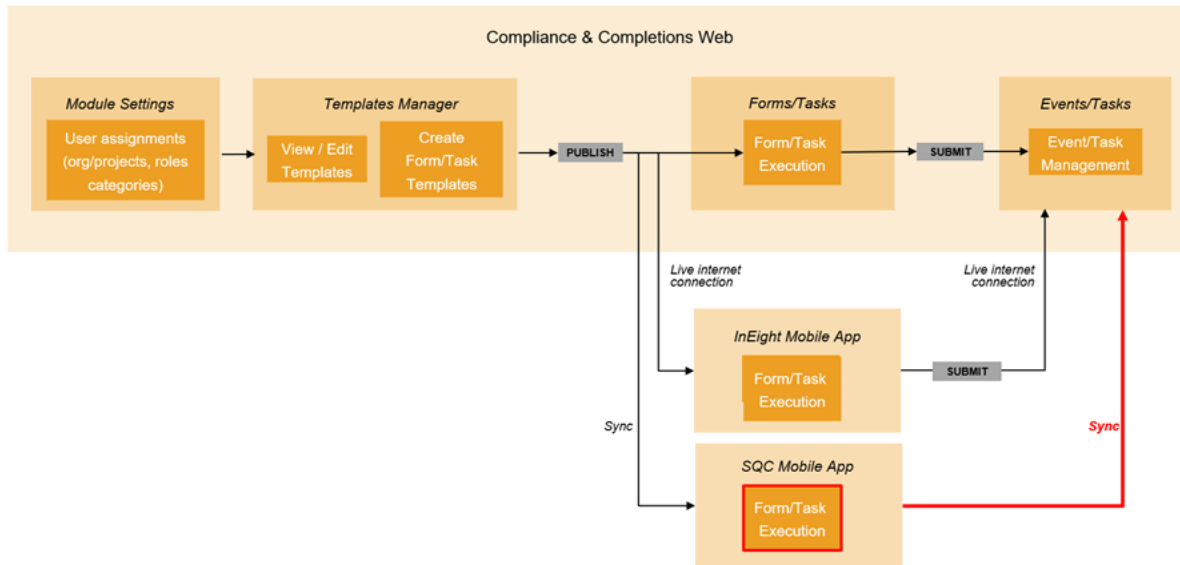 Compliance & Completions Web
Module Settings
User assignments
(org/projects, roles
categories)
Templates Manager
View / Edit
Templates
Create
Form/Task
Templates
PUBLISH
Forms/Tasks
Form/Task
Execution
SUBMIT
Events/Tasks
Event/Task
Management
Live internet
connection
Live internet
connection
InEight Mobile App
Form/Task
Execution
SUBMIT
Sync
Sync
SQC Mobile App
Form/Task
Execution